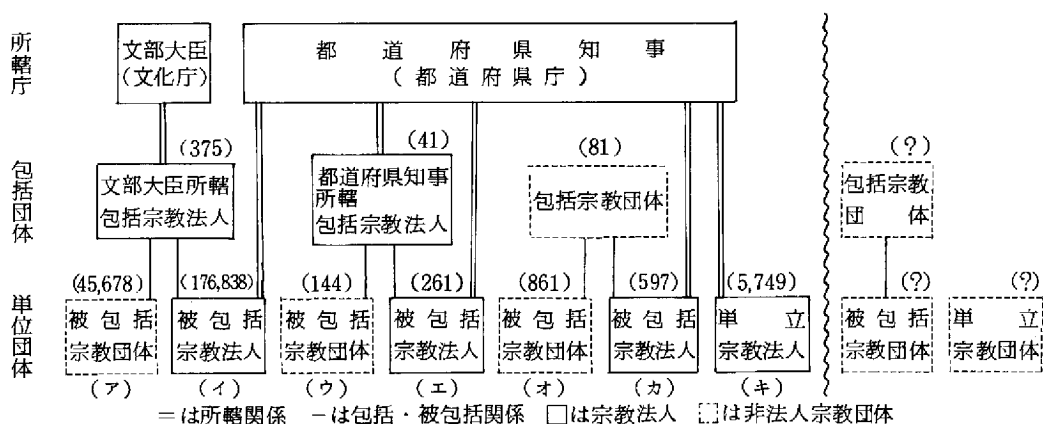 所轄庁
文部大臣
(文化庁)
都道府県知事
(都道府県庁)
包括団体
(375)
文部大臣所轄
包括宗教法人
(41)
都道府県知事
所轄
包括宗教法人
(81)
包括宗教団体
(?)
包括宗教
団体
単位団体
(45,678)
被包括
宗教団体
(ア)
(176,838)
被包括
宗教法人
(イ)
(144)
被包括
宗教団体
(ウ)
(261)
被包括
宗教法人
(エ)
(861)
被包括
宗教団体
(オ)
(597)
被包括
宗教法人
(カ)
(5,749)
単立
宗教法人
(キ)
(?)
被包括
宗教団体
(?)
単立
宗教団体
=は所轄関係 -は包括・被包括関係 □は宗教法人 □は非法人宗教団体